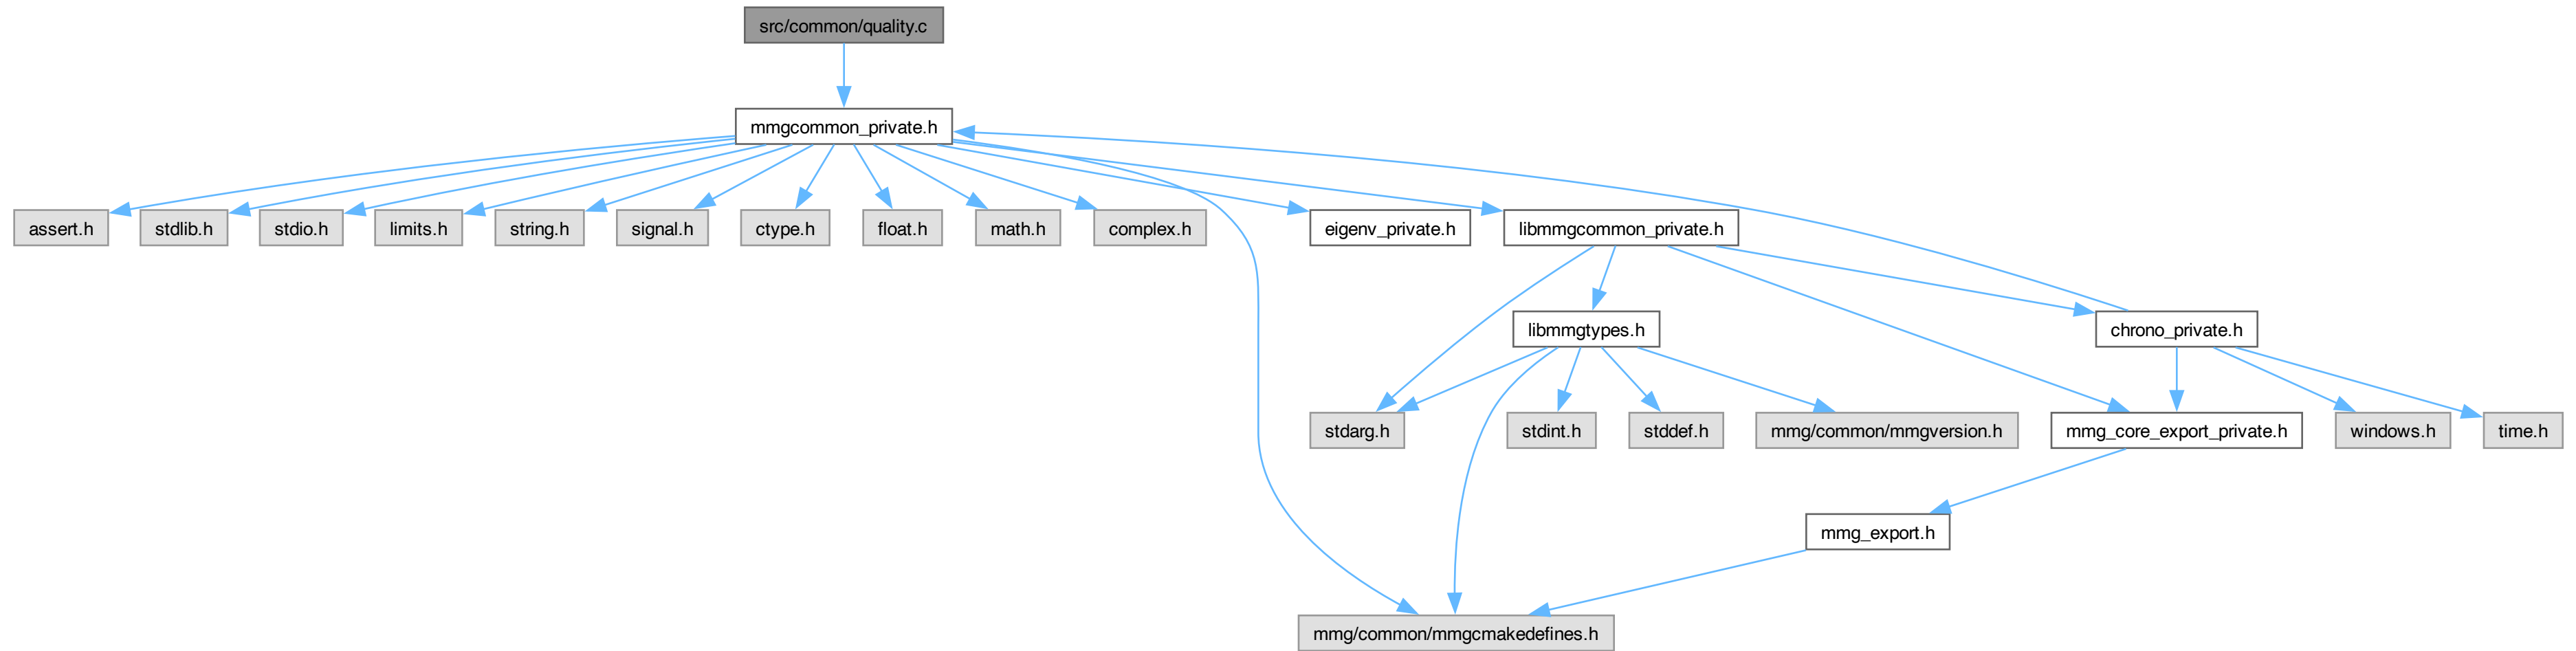 src/common/quality.c
mmgcommon_private.h
assert.h
stdlib.h
stdio.h
limits.h
string.h
signal.h
ctype.h
float.h
math.h
complex.h
eigenv_private.h
libmmgcommon_private.h
libmmgtypes.h
chrono_private.h
stdarg.h
stdint.h
stddef.h
mmg/common/mmgversion.h
mmg_core_export_private.h
windows.h
time.h
mmg_export.h
mmg/common/mmgcmakedefines.h